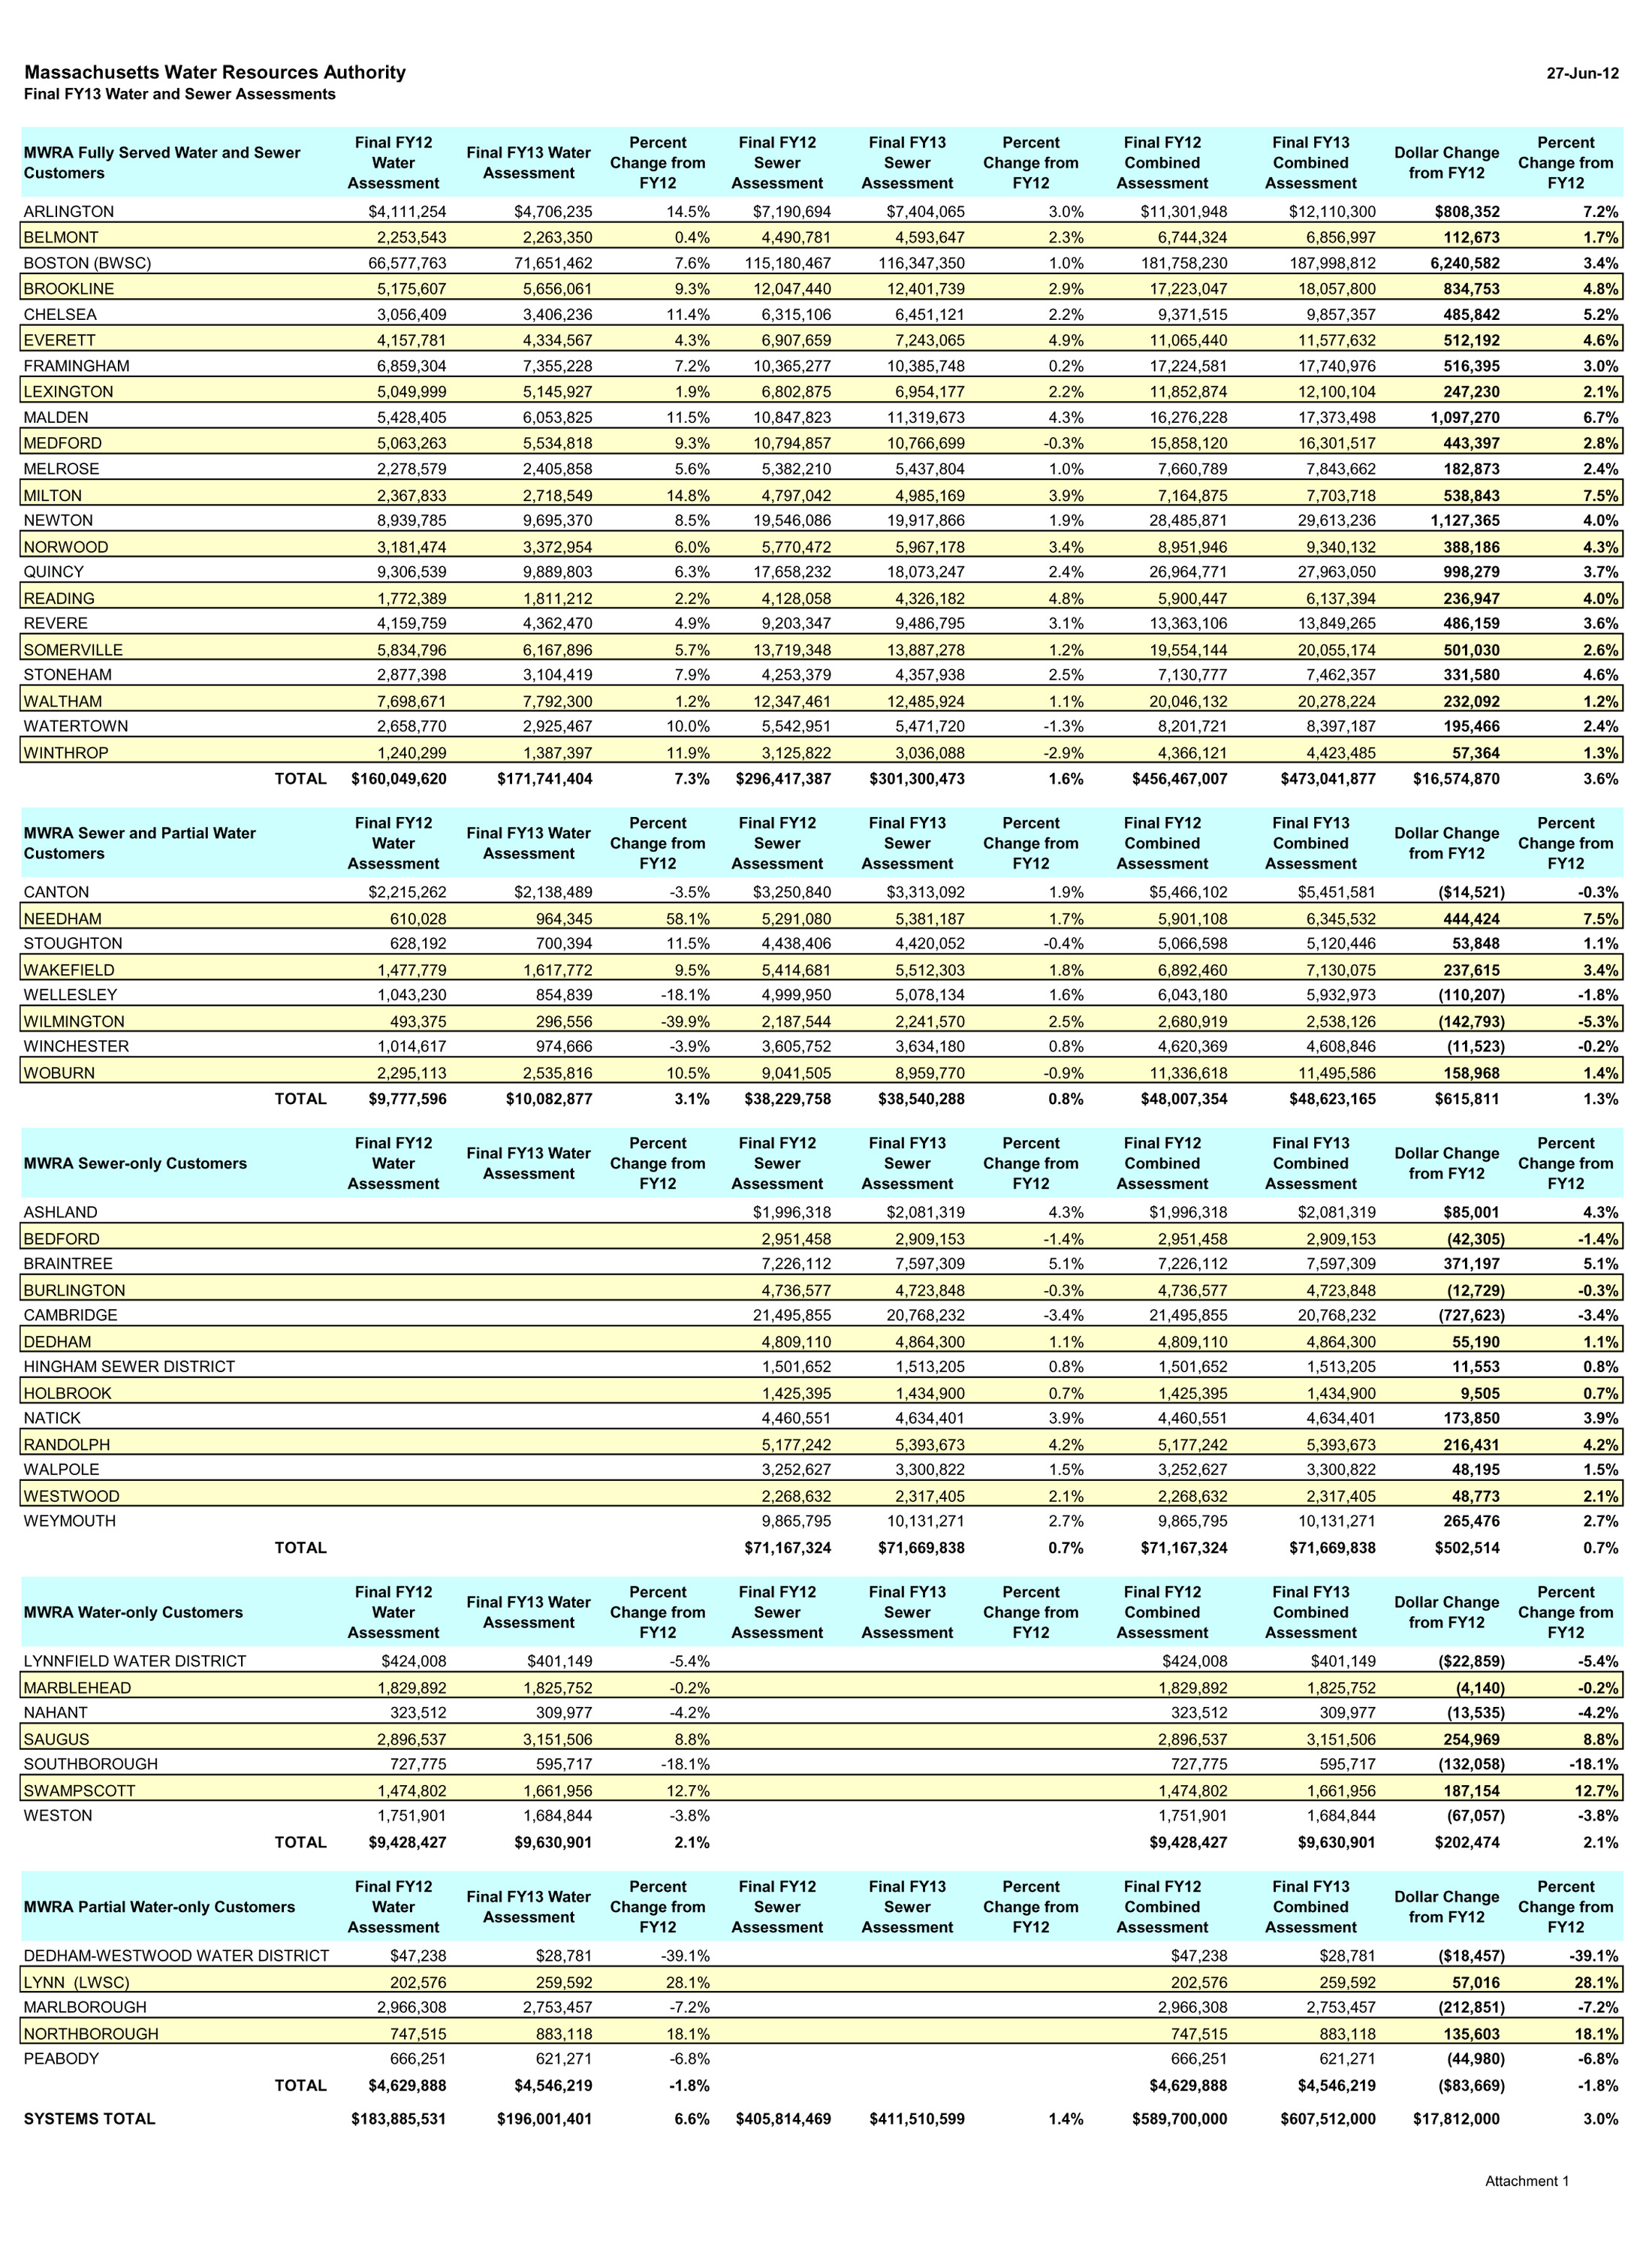 Massachusetts Water Resources Authority 27-Jun-12
Final FY13 Water and Sewer Assessments
MWRA Fully Served Water and Sewer Customers Final FY12 Water Assessment Final FY13 Water Assessment Percent Change from FY12 Final FY12 Sewer Assessment Final FY13 Sewer Assessment Percent Change from FY12 Final FY12 Combined Assessment Final FY13 Combined Assessment Dollar Change from FY12 Percent Change from FY12
ARLINGTON $4,111,254 $4,706,235 14.5% $7,190,694 $7,404,065 3.0% $11,301,948 $12,110,300 $808,352 7.2%
BELMONT 2,253,543 2,263,350 0.4% 4,490,781 4,593,647 2.3% 6,744,324 6,856,997 112,673 1.7%
BOSTON (BWSC) 66,577,763 71,651,462 7.6% 115,180,467 116,347,350 1.0% 181,758,230 187,998,812 6,240,582 3.4%
BROOKLINE 5,175,607 5,656,061 9.3% 12,047,440 12,401,739 2.9% 17,223,047 18,057,800 834,753 4.8%
CHELSEA 3,056,409 3,406,236 11.4% 6,315,106 6,451,121 2.2% 9,371,515 9,857,357 485,842 5.2%
EVERETT 4,157,781 4,334,567 4.3% 6,907,659 7,243,065 4.9% 11,065,440 11,577,632 512,192 4.6%
FRAMINGHAM 6,859,304 7,355,228 7.2% 10,365,277 10,385,748 0.2% 17,224,581 17,740,976 516,395 3.0%
LEXINGTON 5,049,999 5,145,927 1.9% 6,802,875 6,954,177 2.2% 11,852,874 12,100,104 247,230 2.1%
MALDEN 5,428,405 6,053,825 11.5% 10,847,823 11,319,673 4.3% 16,276,228 17,373,498 1,097,270 6.7%
MEDFORD 5,063,263 5,534,818 9.3% 10,794,857 10,766,699 -0.3% 15,858,120 16,301,517 443,397 2.8%
MELROSE 2,278,579 2,405,858 5.6% 5,382,210 5,437,804 1.0% 7,660,789 7,843,662 182,873 2.4%
MILTON 2,367,833 2,718,549 14.8% 4,797,042 4,985,169 3.9% 7,164,875 7,703,718 538,843 7.5%
NEWTON 8,939,785 9,695,370 8.5% 19,546,086 19,917,866 1.9% 28,485,871 29,613,236 1,127,365 4.0%
NORWOOD 3,181,474 3,372,954 6.0% 5,770,472 5,967,178 3.4% 8,951,946 9,340,132 388,186 4.3%
QUINCY 9,306,539 9,889,803 6.3% 17,658,232 18,073,247 2.4% 26,964,771 27,963,050 998,279 3.7%
READING 1,772,389 1,811,212 2.2% 4,128,058 4,326,182 4.8% 5,900,447 6,137,394 236,947 4.0%
REVERE 4,159,759 4,362,470 4.9% 9,203,347 9,486,795 3.1% 13,363,106 13,849,265 486,159 3.6%
SOMERVILLE 5,834,796 6,167,896 5.7% 13,719,348 13,887,278 1.2% 19,554,144 20,055,174 501,030 2.6%
STONEHAM 2,877,398 3,104,419 7.9% 4,253,379 4,357,938 2.5% 7,130,777 7,462,357 331,580 4.6%
WALTHAM 7,698,671 7,792,300 1.2% 12,347,461 12,485,924 1.1% 20,046,132 20,278,224 232,092 1.2%
WATERTOWN 2,658,770 2,925,467 10.0% 5,542,951 5,471,720 -1.3% 8,201,721 8,397,187 195,466 2.4%
WINTHROP 1,240,299 1,387,397 11.9% 3,125,822 3,036,088 -2.9% 4,366,121 4,423,485 57,364 1.3%
TOTAL $160,049,620 $171,741,404 7.3% $296,417,387 $301,300,473 1.6% $456,467,007 $473,041,877 $16,574,870 3.6%
MWRA Sewer and Partial Water Customers Final FY12 Water Assessment Final FY13 Water Assessment Percent Change from FY12 Final FY12 Sewer Assessment Final FY13 Sewer Assessment Percent Change from FY12 Final FY12 Combined Assessment Final FY13 Combined Assessment Dollar Change from FY12 Percent Change from FY12
CANTON $2,215,262 $2,138,489 -3.5% $3,250,840 $3,313,092 1.9% $5,466,102 $5,451,581 ($14,521) -0.3%
NEEDHAM 610,028 964,345 58.1% 5,291,080 5,381,187 1.7% 5,901,108 6,345,532 444,424 7.5%
STOUGHTON 628,192 700,394 11.5% 4,438,406 4,420,052 -0.4% 5,066,598 5,120,446 53,848 1.1%
WAKEFIELD 1,477,779 1,617,772 9.5% 5,414,681 5,512,303 1.8% 6,892,460 7,130,075 237,615 3.4%
WELLESLEY 1,043,230 854,839 -18.1% 4,999,950 5,078,134 1.6% 6,043,180 5,932,973 (110,207) -1.8%
WILMINGTON 493,375 296,556 -39.9% 2,187,544 2,241,570 2.5% 2,680,919 2,538,126 (142,793) -5.3%
WINCHESTER 1,014,617 974,666 -3.9% 3,605,752 3,634,180 0.8% 4,620,369 4,608,846 (11,523) -0.2%
WOBURN 2,295,113 2,535,816 10.5% 9,041,505 8,959,770 -0.9% 11,336,618 11,495,586 158,968 1.4%
TOTAL $9,777,596 $10,082,877 3.1% $38,229,758 $38,540,288 0.8% $48,007,354 $48,623,165 $615,811 1.3%
MWRA Sewer-only Customers Final FY12 Water Assessment Final FY13 Water Assessment Percent Change from FY12 Final FY12 Sewer Assessment Final FY13 Sewer Assessment Percent Change from FY12 Final FY12 Combined Assessment Final FY13 Combined Assessment Dollar Change from FY12 Percent Change from FY12
ASHLAND $1,996,318 $2,081,319 4.3% $1,996,318 $2,081,319 $85,001 4.3%
BEDFORD 2,951,458 2,909,153 -1.4% 2,951,458 2,909,153 (42,305) -1.4%
BRAINTREE 7,226,112 7,597,309 5.1% 7,226,112 7,597,309 371,197 5.1%
BURLINGTON 4,736,577 4,723,848 -0.3% 4,736,577 4,723,848 (12,729) -0.3%
CAMBRIDGE 21,495,855 20,768,232 -3.4% 21,495,855 20,768,232 (727,623) -3.4%
DEDHAM 4,809,110 4,864,300 1.1% 4,809,110 4,864,300 55,190 1.1%
HINGHAM SEWER DISTRICT 1,501,652 1,513,205 0.8% 1,501,652 1,513,205 11,553 0.8%
HOLBROOK 1,425,395 1,434,900 0.7% 1,425,395 1,434,900 9,505 0.7%
NATICK 4,460,551 4,634,401 3.9% 4,460,551 4,634,401 173,850 3.9%
RANDOLPH 5,177,242 5,393,673 4.2% 5,177,242 5,393,673 216,431 4.2%
WALPOLE 3,252,627 3,300,822 1.5% 3,252,627 3,300,822 48,195 1.5%
WESTWOOD 2,268,632 2,317,405 2.1% 2,268,632 2,317,405 48,773 2.1%
WEYMOUTH 9,865,795 10,131,271 2.7% 9,865,795 10,131,271 265,476 2.7%
TOTAL $71,167,324 $71,669,838 0.7% $71,167,324 $71,669,838 $502,514 0.7%
MWRA Water-only Customers Final FY12 Water Assessment Final FY13 Water Assessment Percent Change from FY12 Final FY12 Sewer Assessment Final FY13 Sewer Assessment Percent Change from FY12 Final FY12 Combined Assessment Final FY13 Combined Assessment Dollar Change from FY12 Percent Change from FY12
LYNNFIELD WATER DISTRICT $424,008 $401,149 -5.4% $424,008 $401,149 ($22,859) -5.4%
MARBLEHEAD 1,829,892 1,825,752 -0.2% 1,829,892 1,825,752 (4,140) -0.2%
NAHANT 323,512 309,977 -4.2% 323,512 309,977 (13,535) -4.2%
SAUGUS 2,896,537 3,151,506 8.8% 2,896,537 3,151,506 254,969 8.8%
SOUTHBOROUGH 727,775 595,717 -18.1% 727,775 595,717 (132,058) -18.1%
SWAMPSCOTT 1,474,802 1,661,956 12.7% 1,474,802 1,661,956 187,154 12.7%
WESTON 1,751,901 1,684,844 -3.8% 1,751,901 1,684,844 (67,057) -3.8%
TOTAL $9,428,427 $9,630,901 2.1% $9,428,427 $9,630,901 $202,474 2.1%
MWRA Partial Water-only Customers Final FY12 Water Assessment Final FY13 Water Assessment Percent Change from FY12 Final FY12 Sewer Assessment Final FY13 Sewer Assessment Percent Change from FY12 Final FY12 Combined Assessment Final FY13 Combined Assessment Dollar Change from FY12 Percent Change from FY12
DEDHAM-WESTWOOD WATER DISTRICT $47,238 $28,781 -39.1% $47,238 $28,781 ($18,457) -39.1%
LYNN (LWSC) 202,576 259,592 28.1% 202,576 259,592 57,016 28.1%
MARLBOROUGH 2,966,308 2,753,457 -7.2% 2,966,308 2,753,457 (212,851) -7.2%
NORTHBOROUGH 747,515 883,118 18.1% 747,515 883,118 135,603 18.1%
PEABODY 666,251 621,271 -6.8% 666,251 621,271 (44,980) -6.8%
TOTAL $4,629,888 $4,546,219 -1.8% $4,629,888 $4,546,219 ($83,669) -1.8%
SYSTEMS TOTAL $183,885,531 $196,001,401 6.6% $405,814,469 $411,510,599 1.4% $589,700,000 $607,512,000 $17,812,000 3.0%
Attachment 1